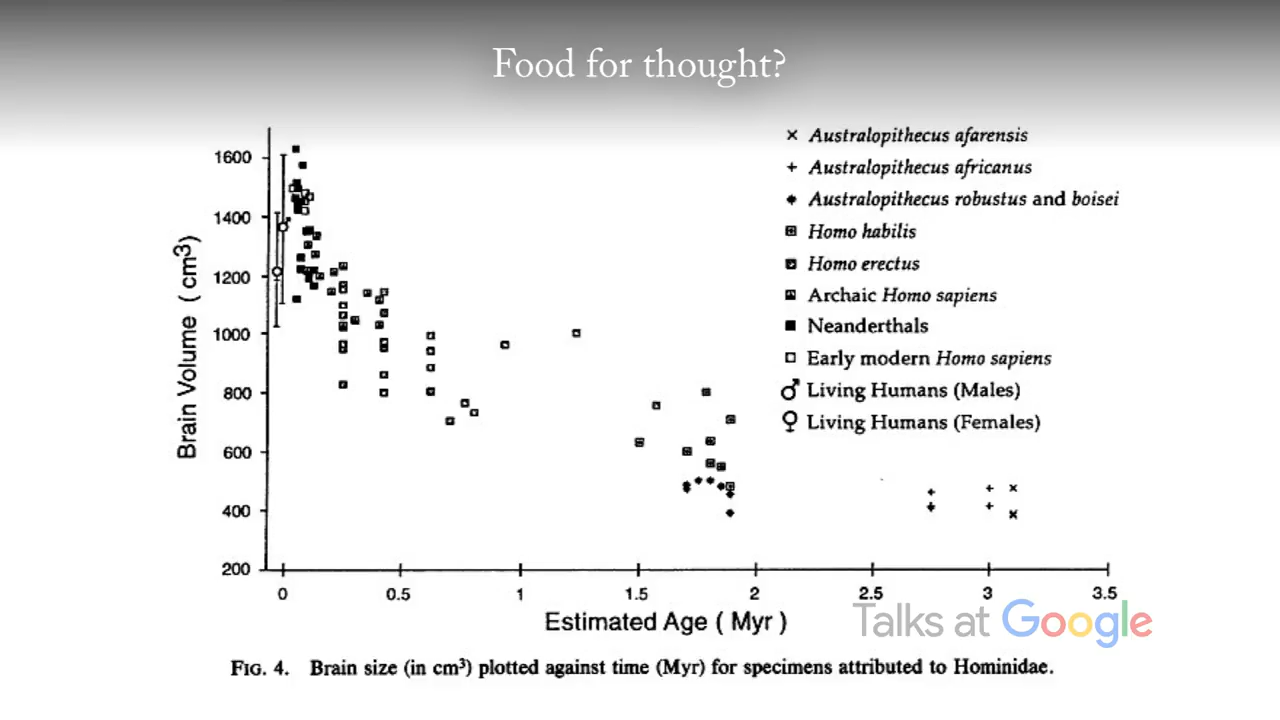 Food for thought?
Australopithecus afarensis
Australopithecus africanus
Australopithecus robustus and boisei
Homo habilis
Homo erectus
Archaic Homo sapiens
Neanderthals
Early modern Homo sapiens
Living Humans (Males)
Living Humans (Females)
Brain Volume (cm³)
1600
1400
1200
1000
800
600
400
200
0 0.5 1 1.5 2 2.5 3 3.5
Estimated Age ( Myr )
Talks at Google
FIG. 4. Brain size (in cm³) plotted against time (Myr) for specimens attributed to Hominidae.